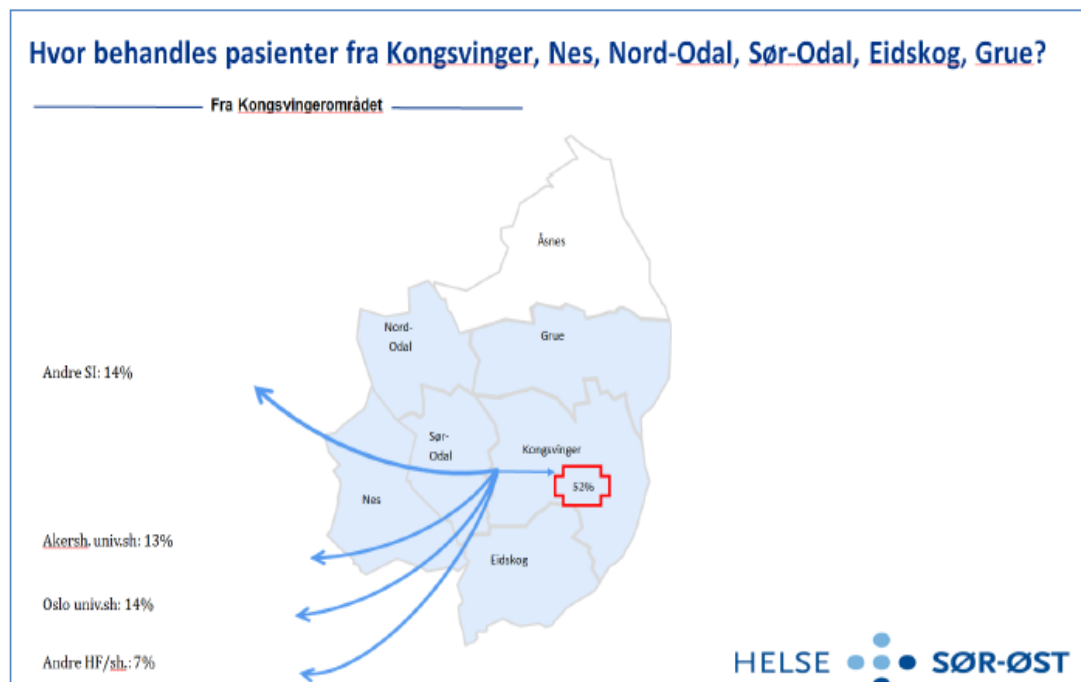 Hvor behandles pasienter fra Kongsvinger, Nes, Nord-Odal, Sør-Odal, Eidskog, Grue?
Fra Kongsvingerområdet
Åsnes
Nord-
Odal
Grue
Andre SI: 14%
Sør-
Odal
Kongsvinger
52%
Nes
Akersh. univ.sh: 13%
Eidskog
Oslo univ.sh: 14%
Andre HF/sh.: 7%
HELSE SØR-ØST